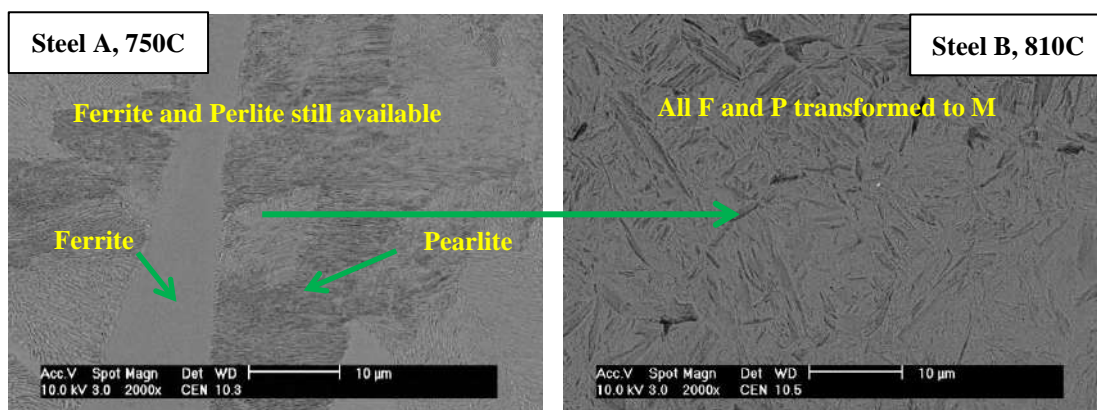 Steel A, 750C
Ferrite and Perlite still available
Ferrite
Pearlite
Acc.V Spot Magn Det WD 10 µm
10.0 kV 3.0 2000x CEN 10.3
Steel B, 810C
All F and P transformed to M
Acc.V Spot Magn Det WD 10 µm
10.0 kV 3.0 2000x CEN 10.5